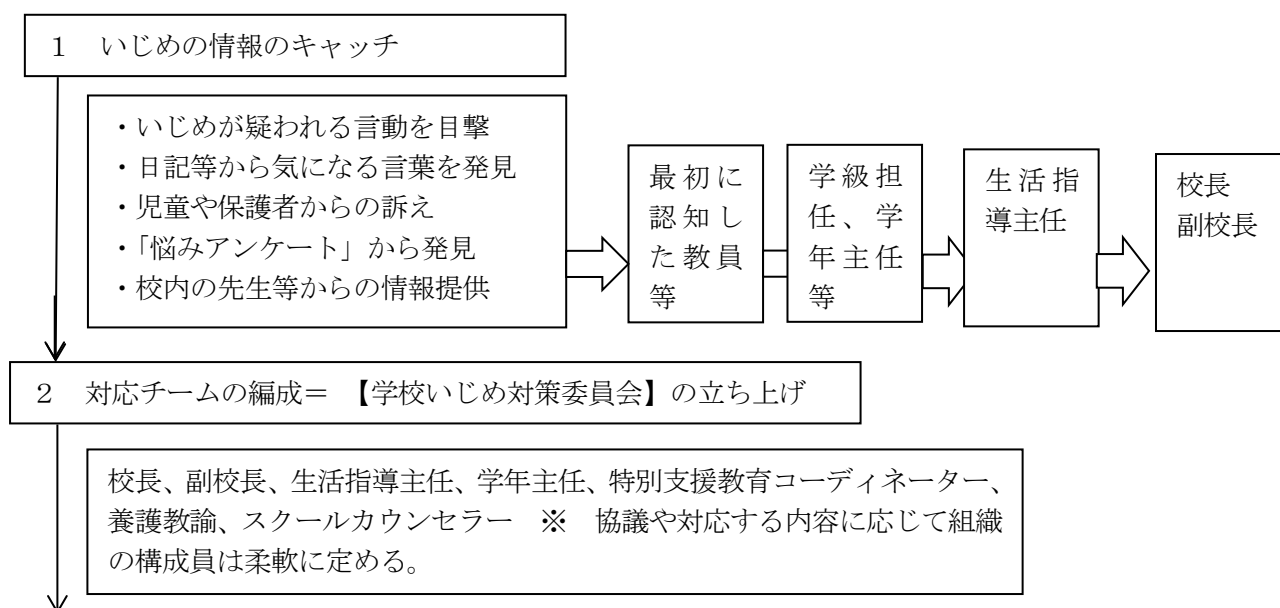 １　いじめの情報のキャッチ
・いじめが疑われる言動を目撃
・日記等から気になる言葉を発見
・児童や保護者からの訴え
・「悩みアンケート」から発見
・校内の先生等からの情報提供
最初に
認知し
た教員
等
学級担
任、学
年主任
等
生活指
導主任
校長
副校長
２　対応チームの編成＝　【学校いじめ対策委員会】の立ち上げ
校長、副校長、生活指導主任、学年主任、特別支援教育コーディネーター、
養護教諭、スクールカウンセラー　※　協議や対応する内容に応じて組織
の構成員は柔軟に定める。